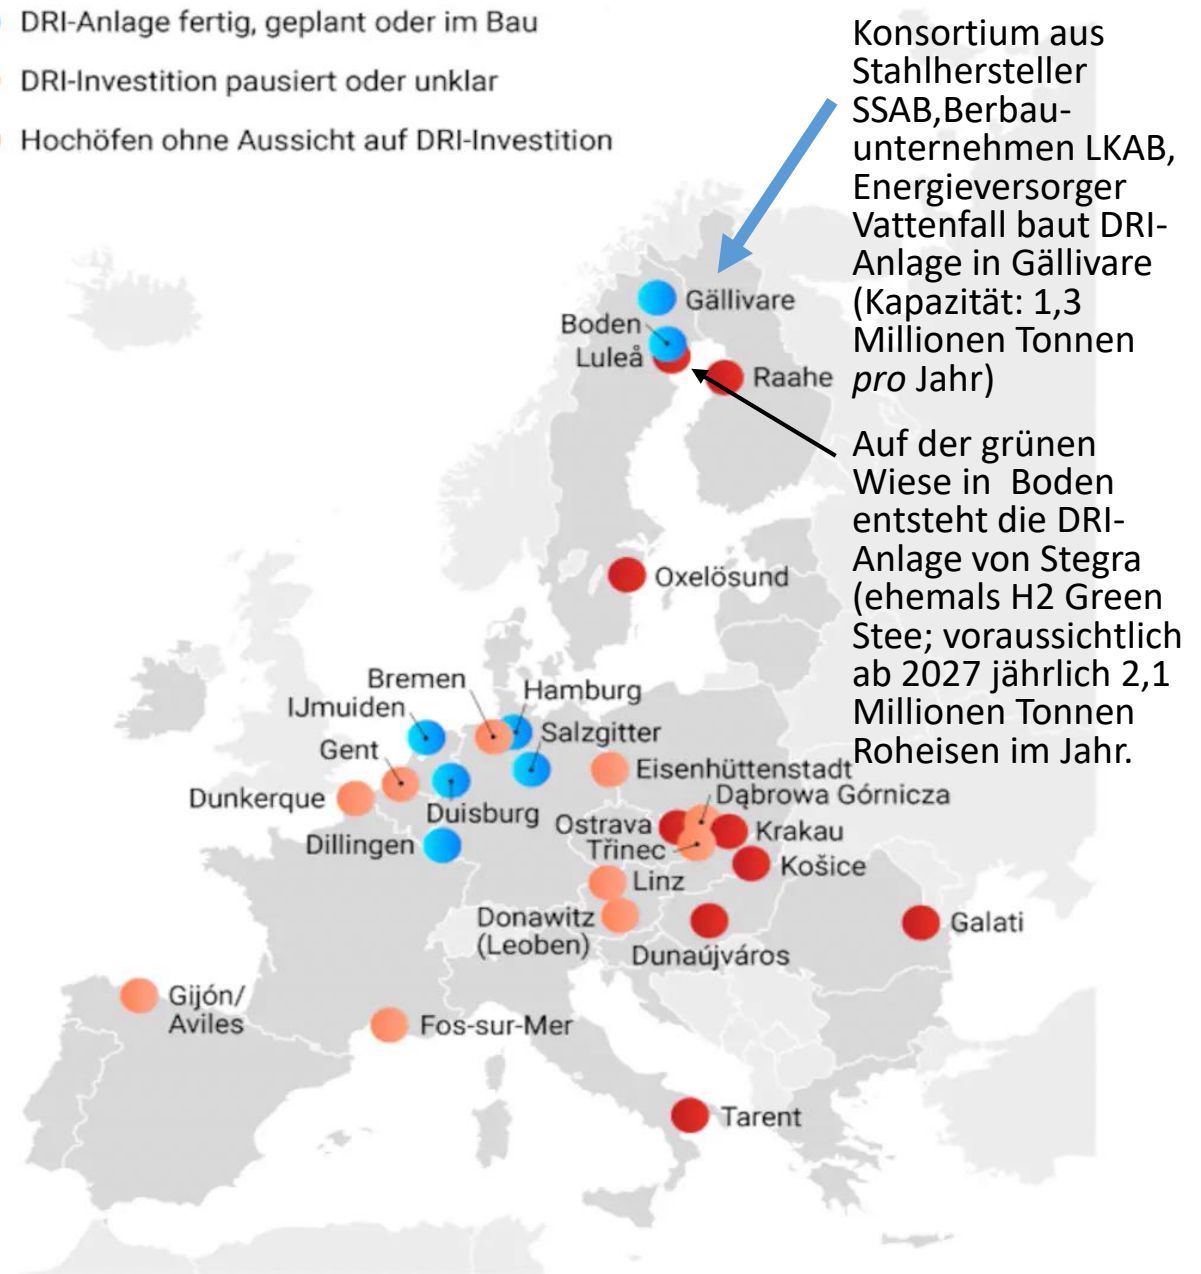 DRI-Anlage fertig, geplant oder im Bau
DRI-Investition pausiert oder unklar
Hochöfen ohne Aussicht auf DRI-Investition
Konsortium aus
Stahlhersteller
SSAB,Berbau-
unternehmen LKAB,
Energieversorger
Vattenfall baut DRI-
Anlage in Gällivare
(Kapazität: 1,3
Millionen Tonnen
pro Jahr)
Auf der grünen
Wiese in  Boden
entsteht die DRI-
Anlage von Stegra
(ehemals H2 Green
Stee; voraussichtlich
ab 2027 jährlich 2,1
Millionen Tonnen
Roheisen im Jahr.
Gällivare
Boden
Luleå
Raahe
Oxelösund
Bremen
Hamburg
IJmuiden
Salzgitter
Gent
Eisenhüttenstadt
Dunkerque
Dąbrowa Górnicza
Duisburg
Ostrava
Krakau
Dillingen
Třinec
Košice
Linz
Donawitz
(Leoben)
Galati
Dunaújváros
Gijón/
Aviles
Fos-sur-Mer
Tarent